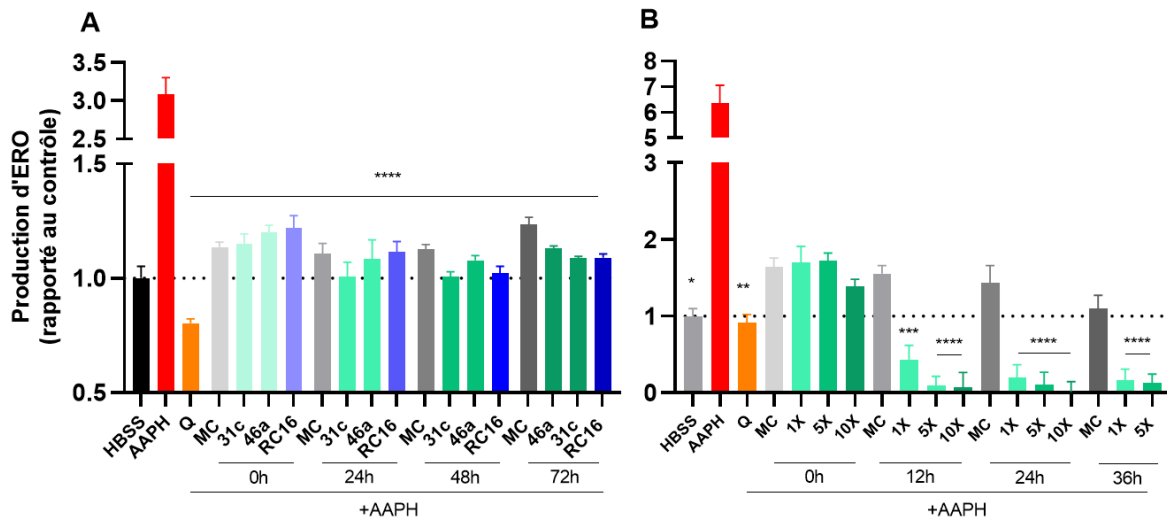 A
Production d'ERO
(rapporté au contrôle)
3.5
3.0
2.5
1.5
1.0
0.5
****
HBSS
AAPH
Q
MC
31c
46a
RC16
MC
31c
46a
RC16
MC
31c
46a
RC16
MC
46a
31c
RC16
0h
24h
48h
72h
+AAPH
B
8
7
6
5
3
2
1
0
*
**
***
****
****
****
HBSS
AAPH
Q
MC
1X
5X
10X
MC
1X
5X
10X
MC
1X
5X
10X
MC
1X
5X
0h
12h
24h
36h
+AAPH